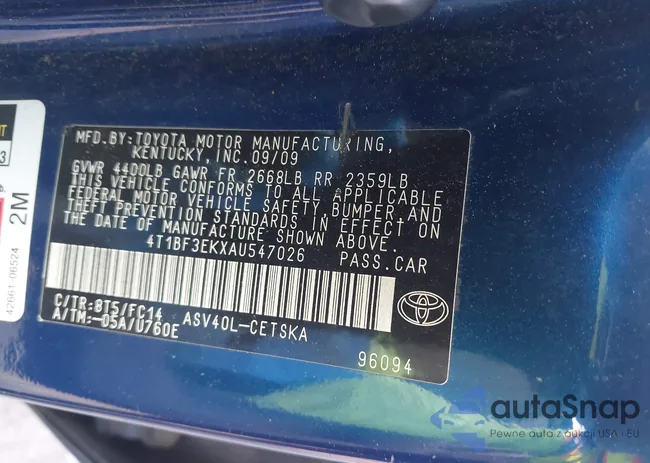 MFD.BY:TOYOTA MOTOR MANUFACTURING,
KENTUCKY, INC. 09/09
GVWR 4400LB GAWR FR 2668LB RR 2359LB
THIS VEHICLE CONFORMS TO ALL APPLICABLE
FEDERAL MOTOR VEHICLE SAFETY, BUMPER, AND
THEFT PREVENTION STANDARDS IN EFFECT ON
THE DATE OF MANUFACTURE SHOWN ABOVE.
4T1BF3EKXAU547026 PASS.CAR
C/TR:8T5/FC14
A/TM:-05A/U760E
ASV40L-CETSKA
96094
42661-06524
2M
autaSnap
Pewne auta z aukcji USA i EU